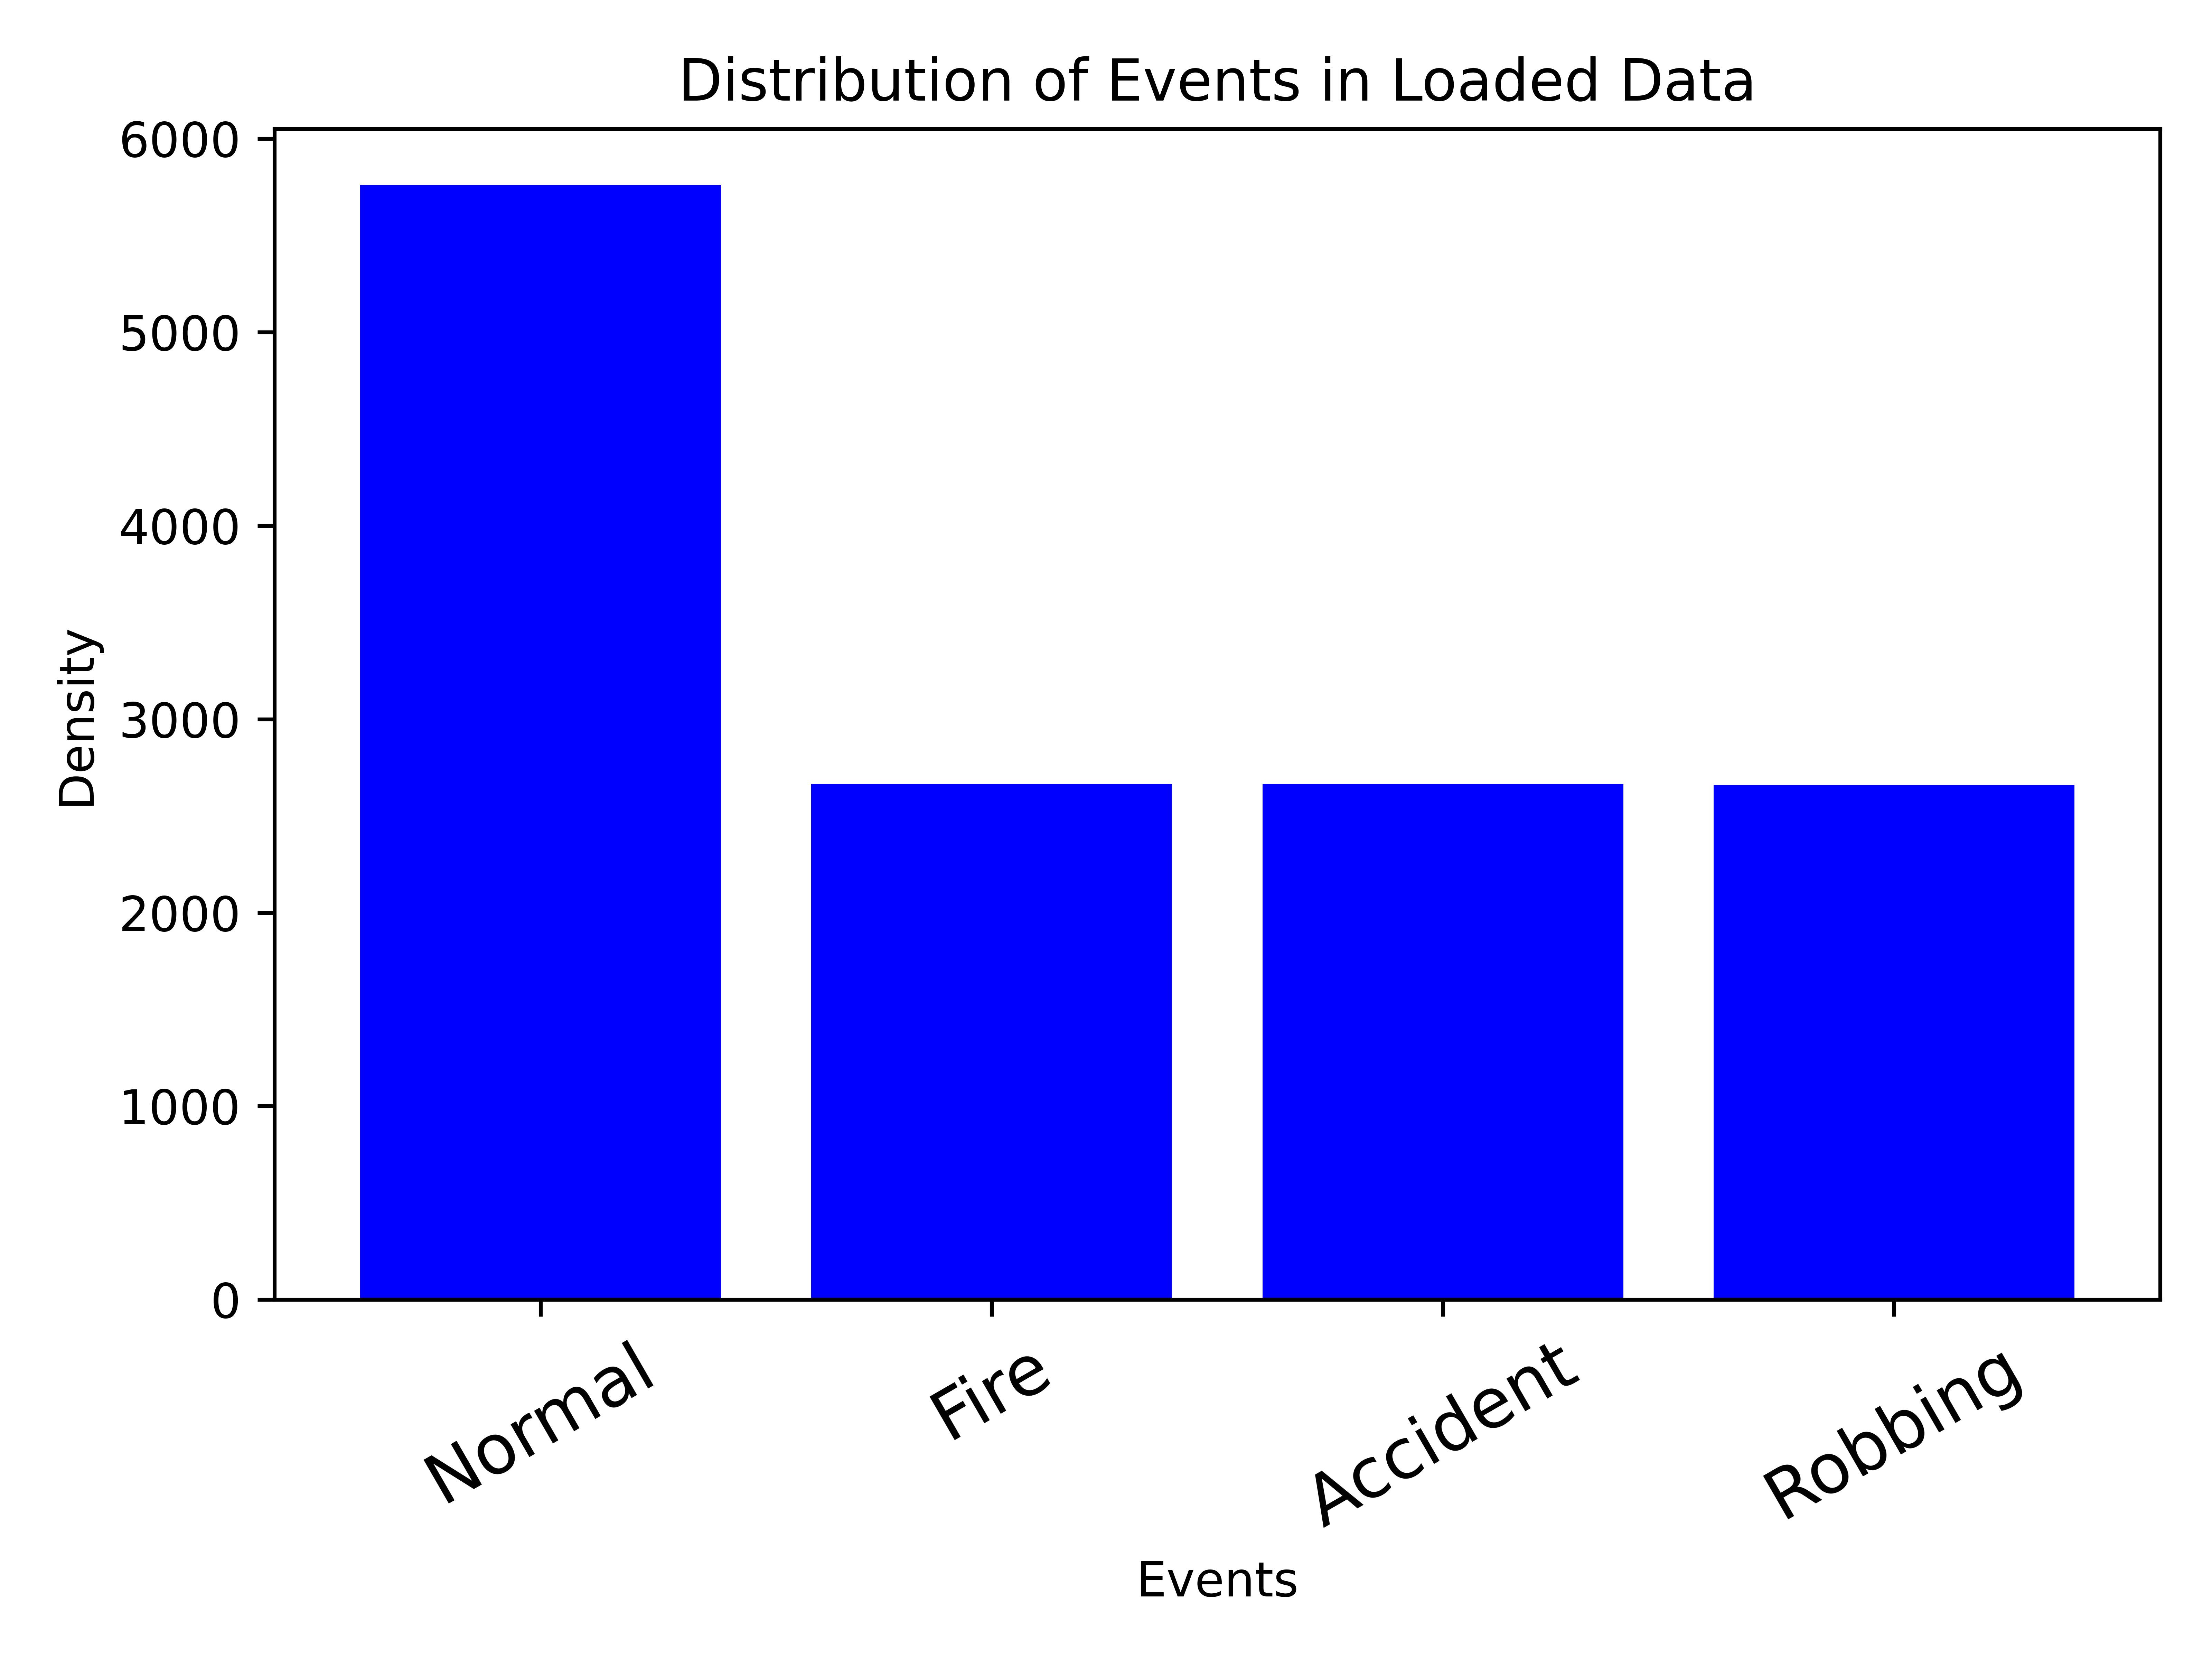 Distribution of Events in Loaded Data
6000
5000
4000
3000
2000
1000
0
Density
Normal
Fire
Accident
Robbing
Events